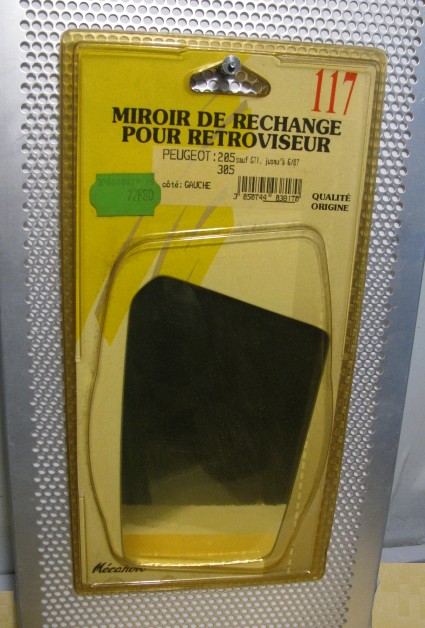 117
MIROIR DE RECHANGE
POUR RETROVISEUR
PEUGEOT: 205 sauf GTI. jusqu'à 6/87
305
côté: GAUCHE
3 050744 038170
QUALITÉ
ORIGINE